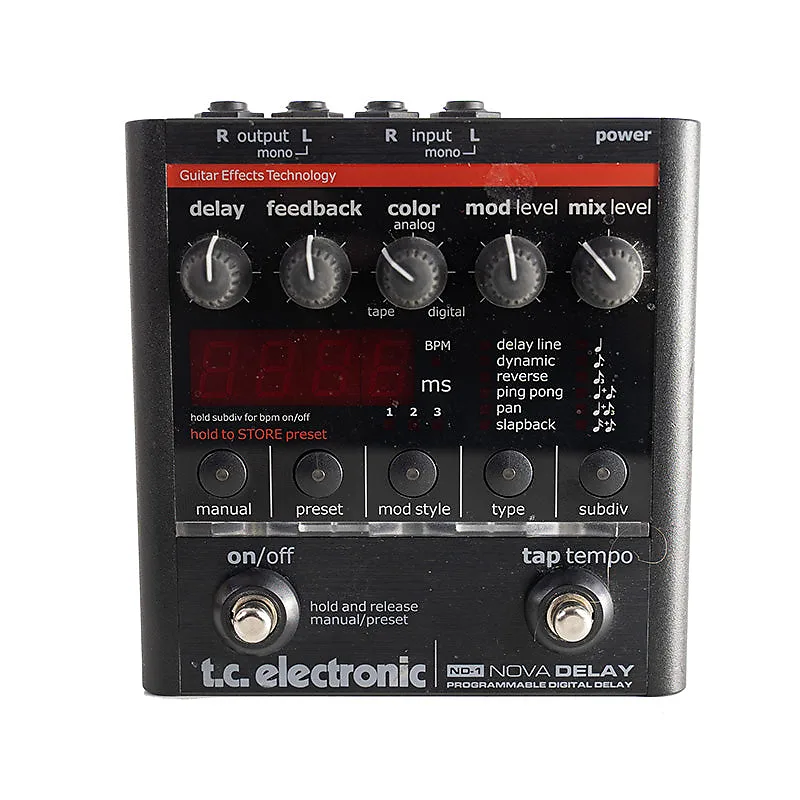 R output L R input L power
mono mono
Guitar Effects Technology
delay feedback color mod level mix level
analog
tape digital
BPM
ms
1 2 3
delay line
dynamic
reverse
ping pong
pan
slapback
hold subdiv for bpm on/off
hold to STORE preset
manual preset mod style type subdiv
on/off tap tempo
hold and release
manual/preset
t.c. electronic ND-1 NOVA DELAY
PROGRAMMABLE DIGITAL DELAY